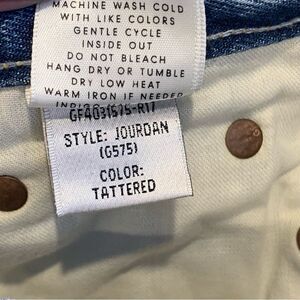 MACHINE WASH COLD
WITH LIKE COLORS
GENTLE CYCLE
INSIDE OUT
DO NOT BLEACH
HANG DRY OR TUMBLE
DRY LOW HEAT
WARM IRON IF NEEDED
GF4031575-R17
STYLE: JOURDAN
(G575)
COLOR:
TATTERED